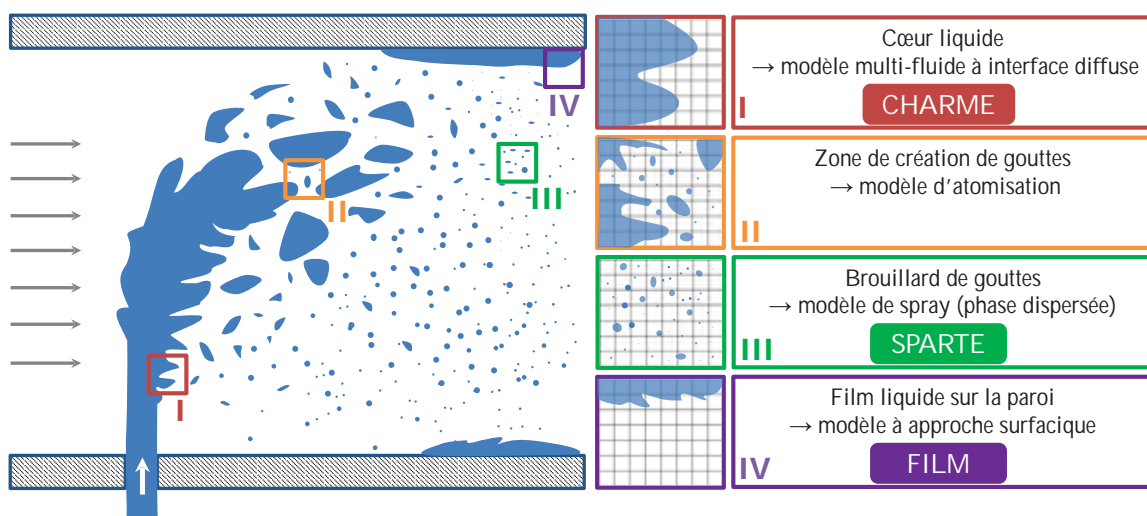 IV
II
III
I
Cœur liquide
→ modèle multi-fluide à interface diffuse
CHARME
I
Zone de création de gouttes
→ modèle d'atomisation
II
Brouillard de gouttes
→ modèle de spray (phase dispersée)
SPARTE
III
Film liquide sur la paroi
→ modèle à approche surfacique
FILM
IV